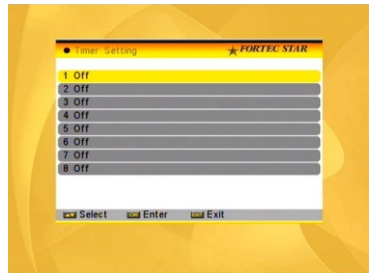 Timer Setting FORTEC STAR
1 Off
2 Off
3 Off
4 Off
5 Off
6 Off
7 Off
8 Off
Select Enter Exit